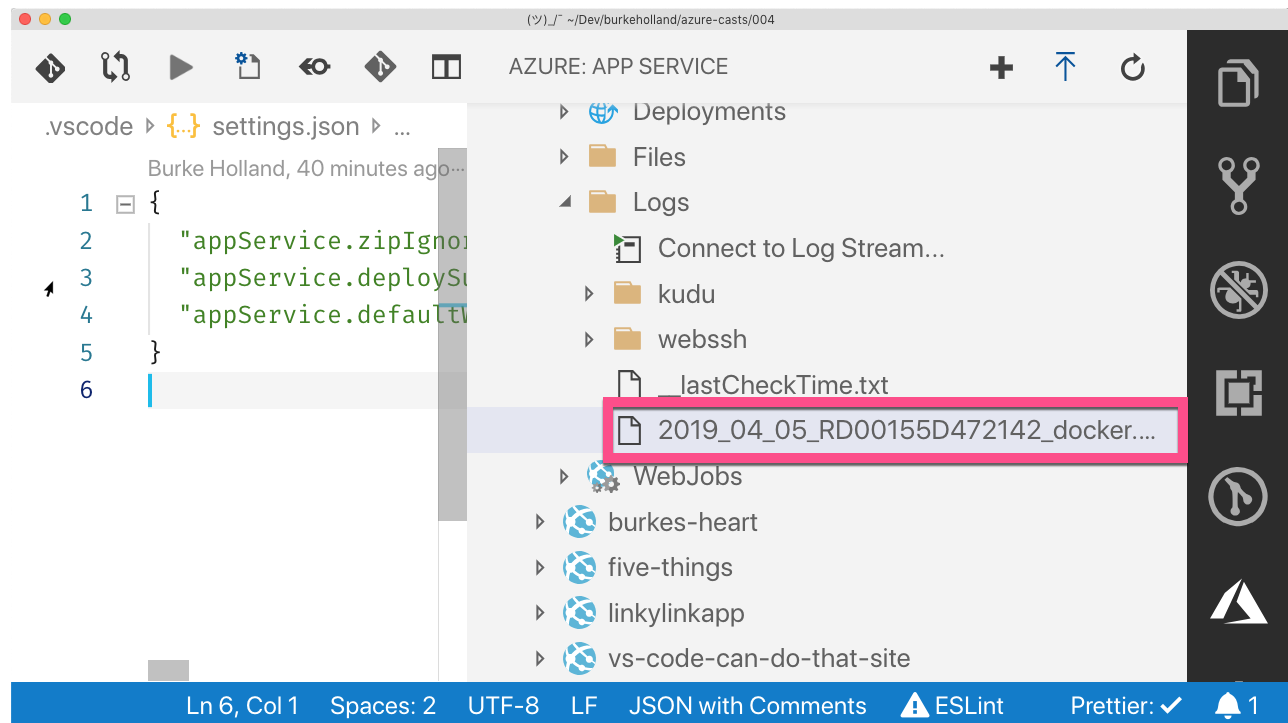 (ツ)_/¯ ~/Dev/burkeholland/azure-casts/004
AZURE: APP SERVICE
.vscode {..} settings.json ...
Burke Holland, 40 minutes ago...
1 {
2 "appService.zipIgnor
3 "appService.deploySu
4 "appService.defaultW
5 }
6
Deployments
Files
Logs
Connect to Log Stream...
kudu
webssh
__lastCheckTime.txt
2019_04_05_RD00155D472142_docker....
WebJobs
burkes-heart
five-things
linkylinkapp
vs-code-can-do-that-site
Ln 6, Col 1 Spaces: 2 UTF-8 LF JSON with Comments ESLint Prettier: ✓ 1